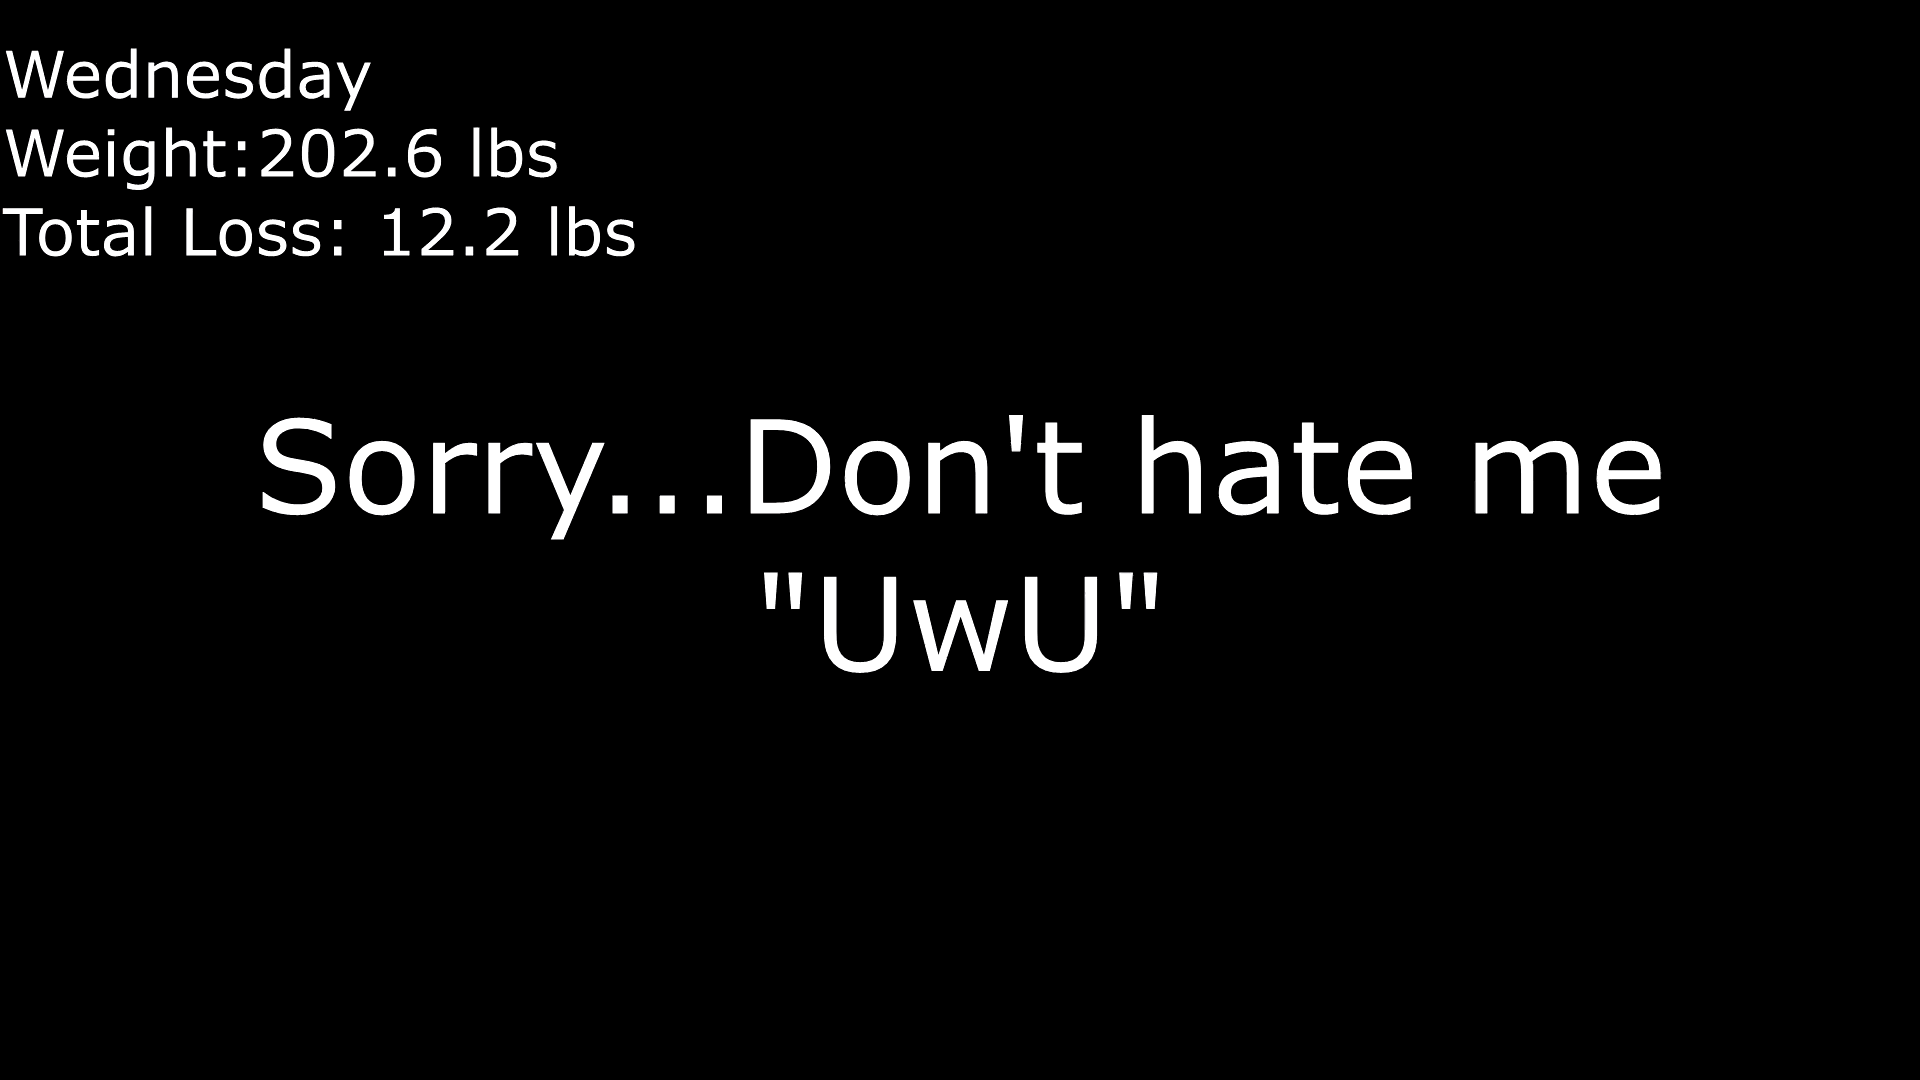 Wednesday
Weight:202.6 lbs
Total Loss: 12.2 lbs
Sorry...Don't hate me
"UwU"